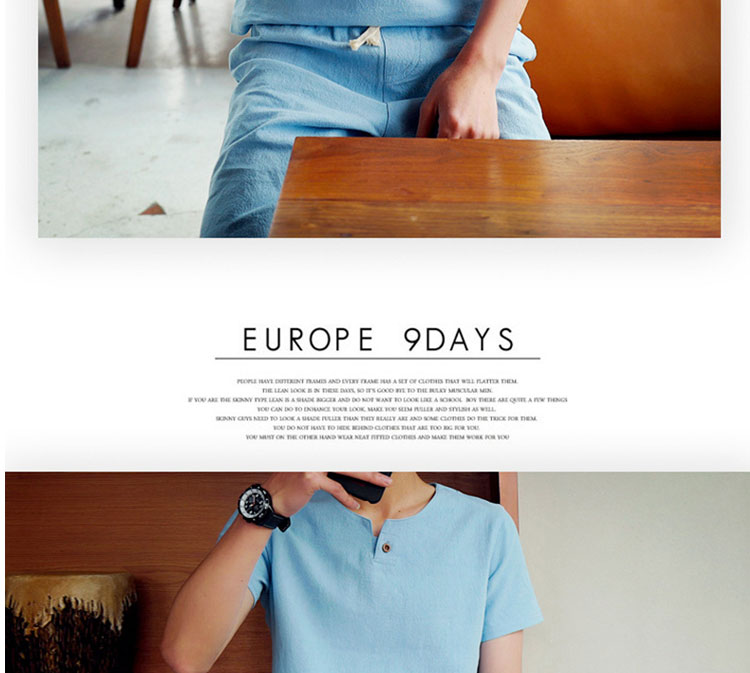 EUROPE 9DAYS
PEOPLE HAVE DIFFERENT FRAMES AND EVERY FRAME HAS A SET OF CLOTHES THAT WILL FLATTER THEM.
THE LEAN LOOK IS IN THESE DAYS, SO IT'S GOOD BYE TO THE BULKY MUSCULAR MEN.
IF YOU ARE THE SKINNY TYPE LEAN IS A SHADE BIGGER AND DO NOT WANT TO LOOK LIKE A SCHOOL BOY THERE ARE QUITE A FEW THINGS
YOU CAN DO TO ENHANCE YOUR LOOK, MAKE YOU SEEM FULLER AND STYLISH AS WELL.
SKINNY GUYS NEED TO LOOK A SHADE FULLER THAN THEY REALLY ARE AND SOME CLOTHES DO THE TRICK FOR THEM.
YOU DO NOT HAVE TO HIDE BEHIND CLOTHES THAT ARE TOO BIG FOR YOU.
YOU MUST ON THE OTHER HAND WEAR NEAT FITTED CLOTHES AND MAKE THEM WORK FOR YOU